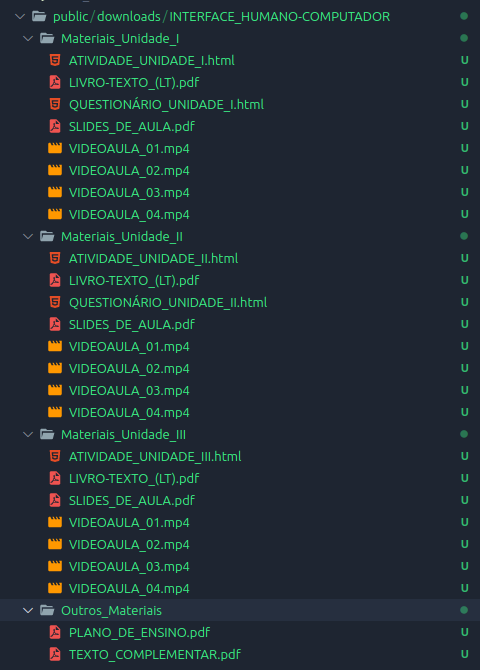 public/downloads/INTERFACE_HUMANO-COMPUTADOR
Materiais_Unidade_I
ATIVIDADE_UNIDADE_I.html U
LIVRO-TEXTO_(LT).pdf U
QUESTIONÁRIO_UNIDADE_I.html U
SLIDES_DE_AULA.pdf U
VIDEOAULA_01.mp4 U
VIDEOAULA_02.mp4 U
VIDEOAULA_03.mp4 U
VIDEOAULA_04.mp4 U
Materiais_Unidade_II
ATIVIDADE_UNIDADE_II.html U
LIVRO-TEXTO_(LT).pdf U
QUESTIONÁRIO_UNIDADE_II.html U
SLIDES_DE_AULA.pdf U
VIDEOAULA_01.mp4 U
VIDEOAULA_02.mp4 U
VIDEOAULA_03.mp4 U
VIDEOAULA_04.mp4 U
Materiais_Unidade_III
ATIVIDADE_UNIDADE_III.html U
LIVRO-TEXTO_(LT).pdf U
SLIDES_DE_AULA.pdf U
VIDEOAULA_01.mp4 U
VIDEOAULA_02.mp4 U
VIDEOAULA_03.mp4 U
VIDEOAULA_04.mp4 U
Outros_Materiais
PLANO_DE_ENSINO.pdf U
TEXTO_COMPLEMENTAR.pdf U